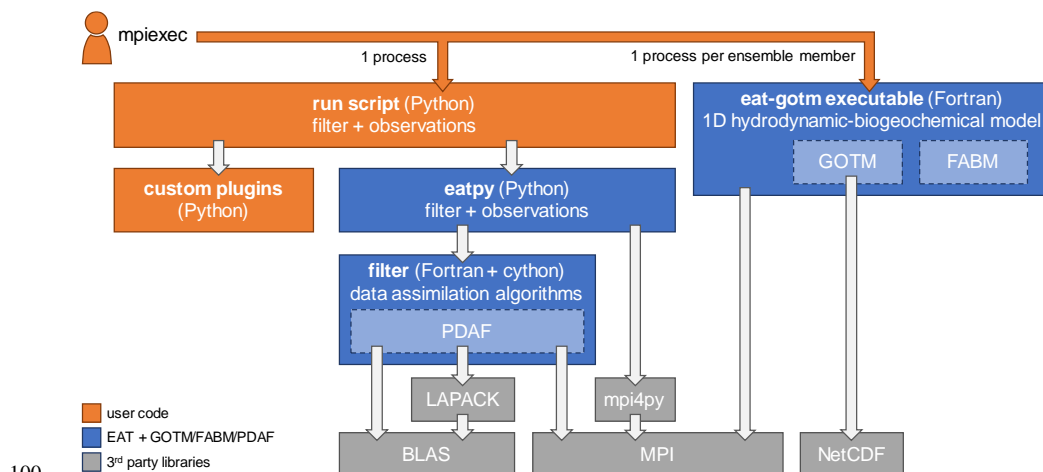 mpiexec
1 process
1 process per ensemble member
run script (Python)
filter + observations
eat-gotm executable (Fortran)
1D hydrodynamic-biogeochemical model
GOTM
FABM
custom plugins
(Python)
eatpy (Python)
filter + observations
filter (Fortran + cython)
data assimilation algorithms
PDAF
LAPACK
mpi4py
user code
EAT + GOTM/FABM/PDAF
3rd party libraries
BLAS
MPI
NetCDF
100